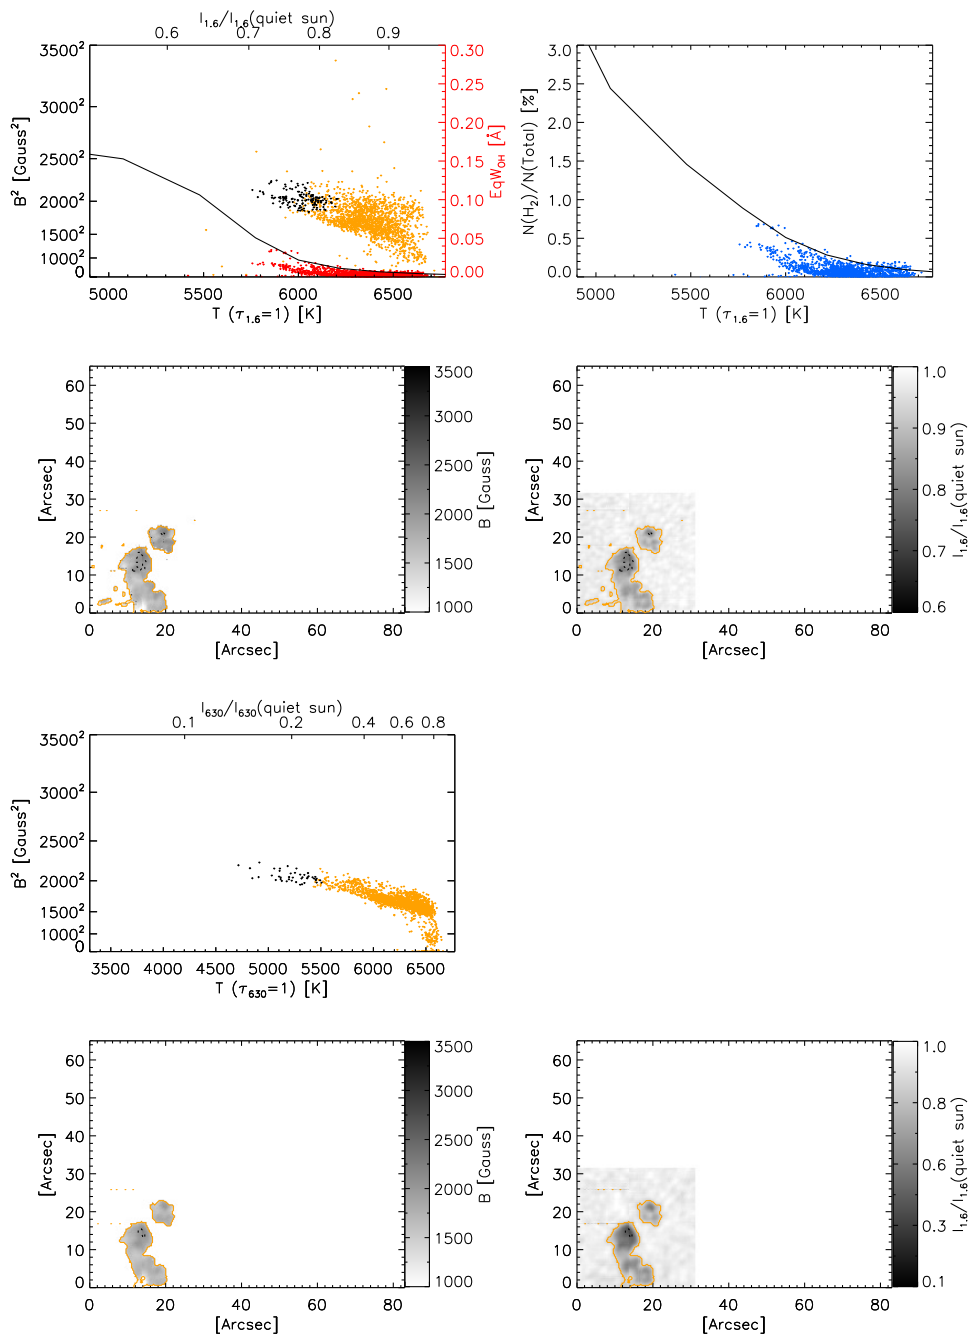 I1.6/I1.6(quiet sun)
0.6 0.7 0.8 0.9
3500² 3000² 2500² 2000² 1500² 1000² 0
B² [Gauss²]
0.30 0.25 0.20 0.15 0.10 0.05 0.00
EqWOH [Å]
5000 5500 6000 6500
T (τ1.6=1) [K]
3.0 2.5 2.0 1.5 1.0 0.5 0.0
N(H2)/N(Total) [%]
5000 5500 6000 6500
T (τ1.6=1) [K]
60 50 40 30 20 10 0
[Arcsec]
0 20 40 60 80
[Arcsec]
3500 3000 2500 2000 1500 1000
B [Gauss]
60 50 40 30 20 10 0
[Arcsec]
0 20 40 60 80
[Arcsec]
1.0 0.9 0.8 0.7 0.6
I1.6/I1.6(quiet sun)
I630/I630(quiet sun)
0.1 0.2 0.4 0.6 0.8
3500² 3000² 2500² 2000² 1500² 1000² 0
B² [Gauss²]
3500 4000 4500 5000 5500 6000 6500
T (τ630=1) [K]
60 50 40 30 20 10 0
[Arcsec]
0 20 40 60 80
[Arcsec]
3500 3000 2500 2000 1500 1000
B [Gauss]
60 50 40 30 20 10 0
[Arcsec]
0 20 40 60 80
[Arcsec]
1.0 0.8 0.6 0.3 0.1
I1.6/I1.6(quiet sun)